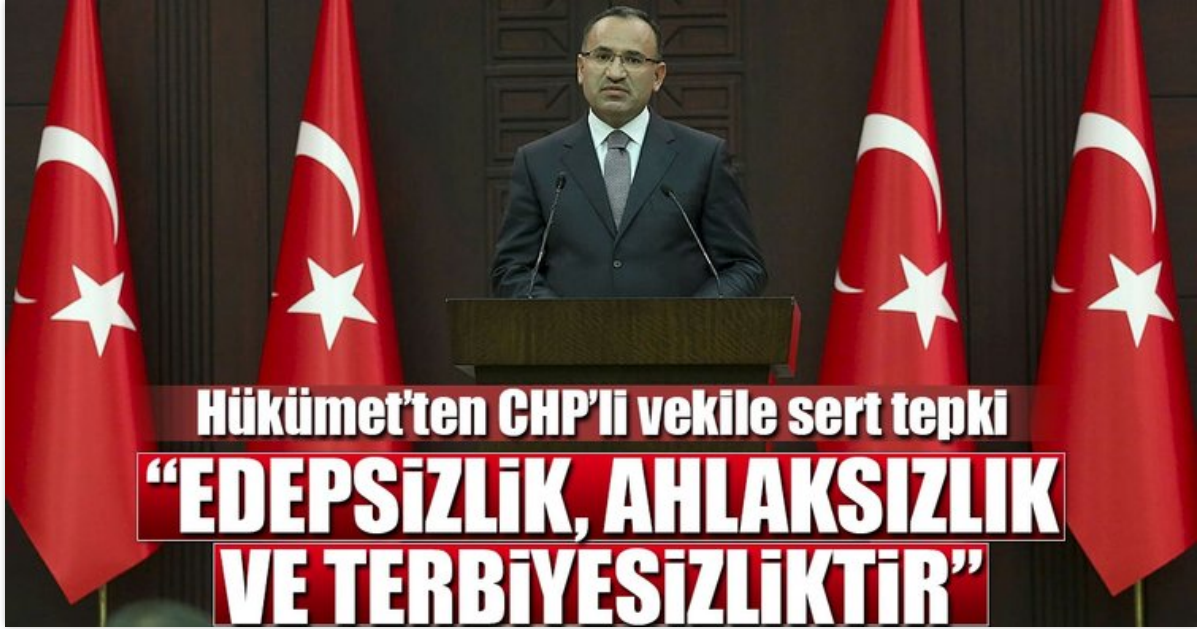 Hükümet'ten CHP'li vekile sert tepki
“EDEPSİZLİK, AHLAKSIZLIK
VE TERBİYESİZLİKTİR”